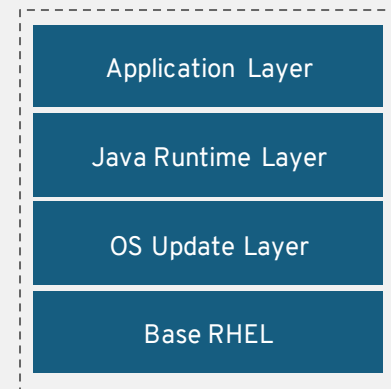 Application Layer
Java Runtime Layer
OS Update Layer
Base RHEL